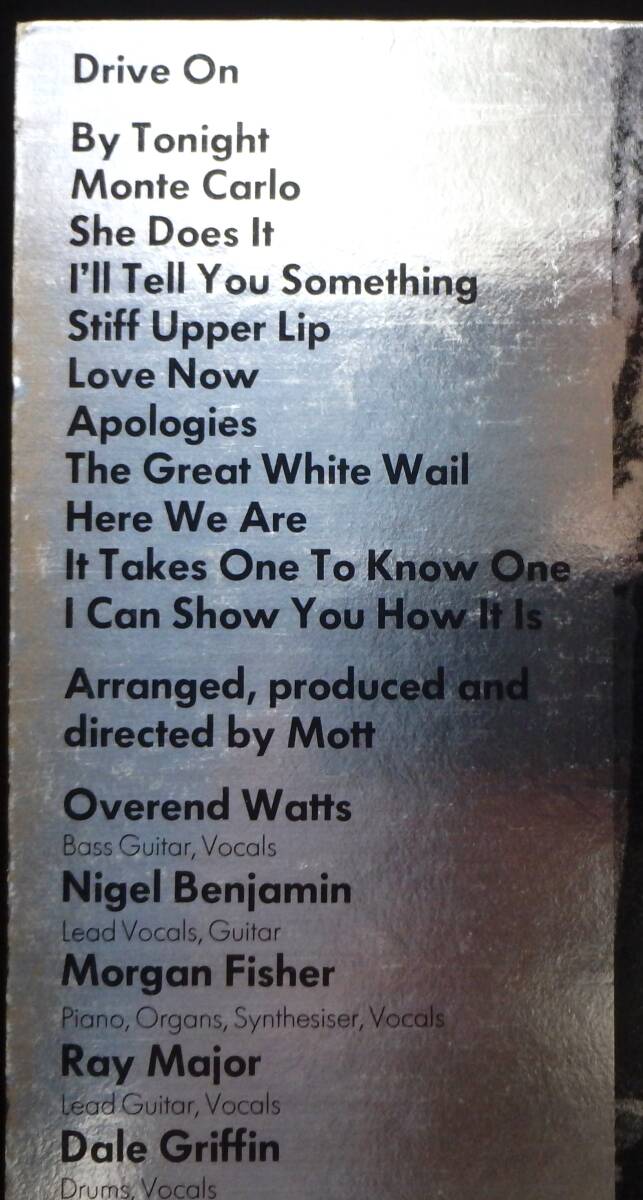 Drive On
By Tonight
Monte Carlo
She Does It
I'll Tell You Something
Stiff Upper Lip
Love Now
Apologies
The Great White Wail
Here We Are
It Takes One To Know One
I Can Show You How It Is
Arranged, produced and
directed by Mott
Overend Watts
Bass Guitar, Vocals
Nigel Benjamin
Lead Vocals, Guitar
Morgan Fisher
Piano, Organs, Synthesiser, Vocals
Ray Major
Lead Guitar, Vocals
Dale Griffin
Drums, Vocals